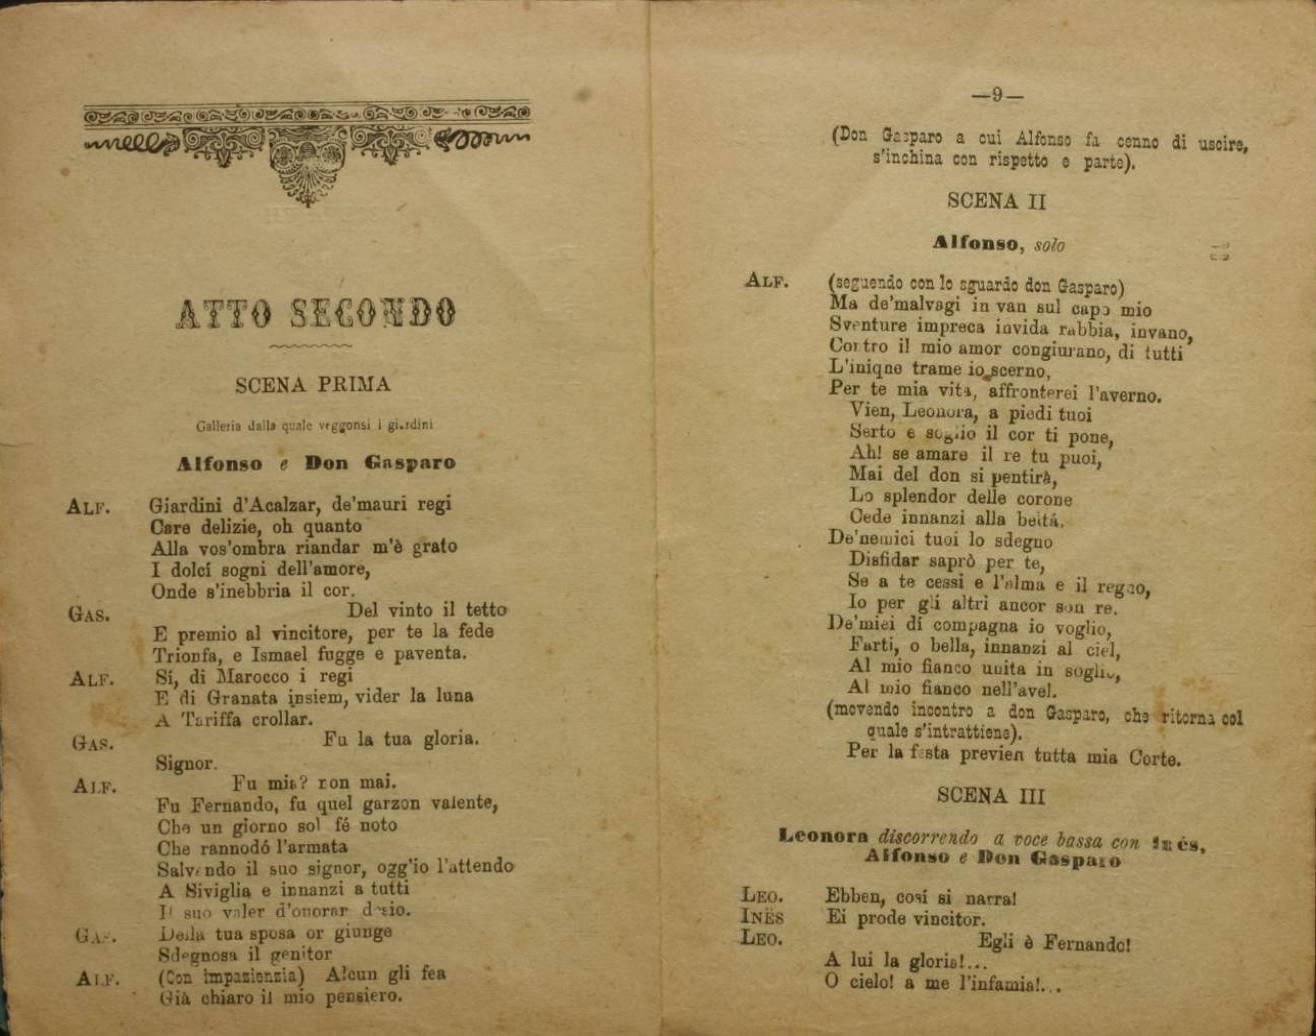 ATTO SECONDO
SCENA PRIMA
Galleria dalla quale veggonsi i giardini
Alfonso e Don Gasparo
ALF. Giardini d'Acalzar, de'mauri regi
Care delizie, oh quanto
Alla vos'ombra riandar m'è grato
I dolci sogni dell'amore,
Onde s'inebbria il cor.
GAS. Del vinto il tetto
E premio al vincitore, per te la fede
Trionfa, e Ismael fugge e paventa.
ALF. Si, di Marocco i regi
E di Granata insiem, vider la luna
A Tariffa crollar.
GAS. Fu la tua gloria.
Signor.
ALF. Fu mia? non mai.
Fu Fernando, fu quel garzon valente,
Che un giorno sol fé noto
Che rannodó l'armata
Salvando il suo signor, ogg'io l'attendo
A Siviglia e innanzi a tutti
Il suo valer d'onorar desio.
GAS. Della tua sposa or giunge
Sdegnosa il genitor
ALF. (Con impazienzia) Alcun gli fea
Già chiaro il mio pensiero.
—9—
(Don Gasparo a cui Alfonso fa cenno di uscire,
s'inchina con rispetto e parte).
SCENA II
Alfonso, solo
ALF. (seguendo con lo sguardo don Gasparo)
Ma de'malvagi in van sul capo mio
Sventure impreca invida rabbia, invano,
Contro il mio amor congiurano, di tutti
L'iniqne trame io scerno,
Per te mia vita, affronterei l'averno.
Vien, Leonora, a piedi tuoi
Serto e soglio il cor ti pone,
Ah! se amare il re tu puoi,
Mai del don si pentirà,
Lo splendor delle corone
Cede innanzi alla beltá.
De'nemici tuoi lo sdegno
Disfidar saprò per te,
Se a te cessi e l'alma e il regno,
Io per gli altri ancor son re.
De'miei di compagna io voglio,
Farti, o bella, innanzi al ciel,
Al mio fianco unita in soglio,
Al mio fianco nell'avel.
(movendo incontro a don Gasparo, che ritorna col
quale s'intrattiene).
Per la festa previen tutta mia Corte.
SCENA III
Leonora discorrendo a voce bassa con Inés,
Alfonso e Don Gasparo
LEO. Ebben, cosí si narra!
INËS Ei prode vincitor.
LEO. Egli è Fernando!
A lui la gloria!...
O cielo! a me l'infamia!...